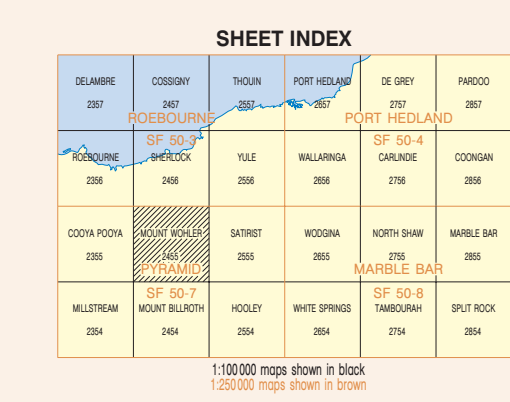 SHEET INDEX
DELAMBRE COSSIGNY THOUIN PORT HEDLAND DE GREY PARDOO
2357 2457 2557 2657 2757 2857
ROEBOURNE PORT HEDLAND
SF 50-3 SF 50-4
ROEBOURNE SHERLOCK YULE WALLARINGA CARLINDIE COONGAN
2356 2456 2556 2656 2756 2856
COOYA POOYA MOUNT WOHLER SATIRIST WODGINA NORTH SHAW MARBLE BAR
2355 2455 2555 2655 2755 2855
PYRAMID MARBLE BAR
SF 50-7 SF 50-8
MILLSTREAM MOUNT BILLROTH HOOLEY WHITE SPRINGS TAMBOURAH SPLIT ROCK
2354 2454 2554 2654 2754 2854
1:100 000 maps shown in black
1:250 000 maps shown in brown